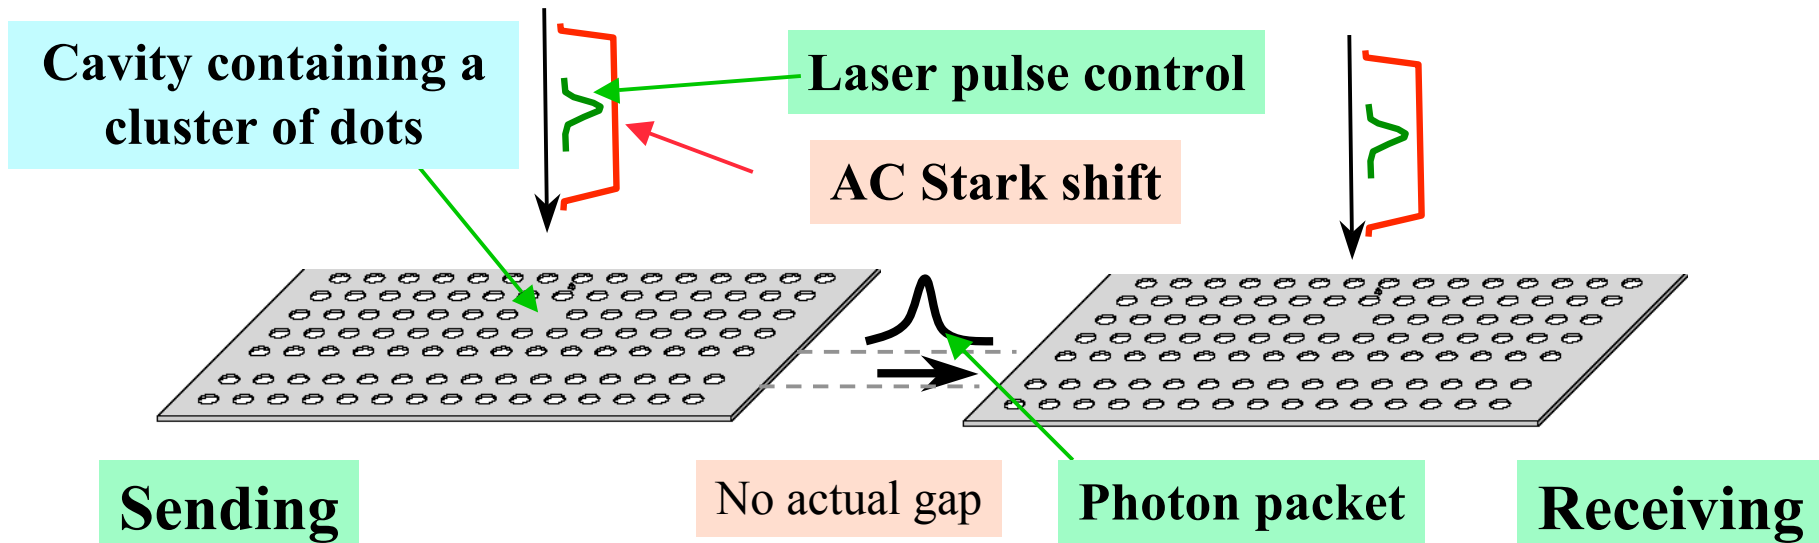 Cavity containing a
cluster of dots
Laser pulse control
AC Stark shift
Sending
No actual gap
Photon packet
Receiving